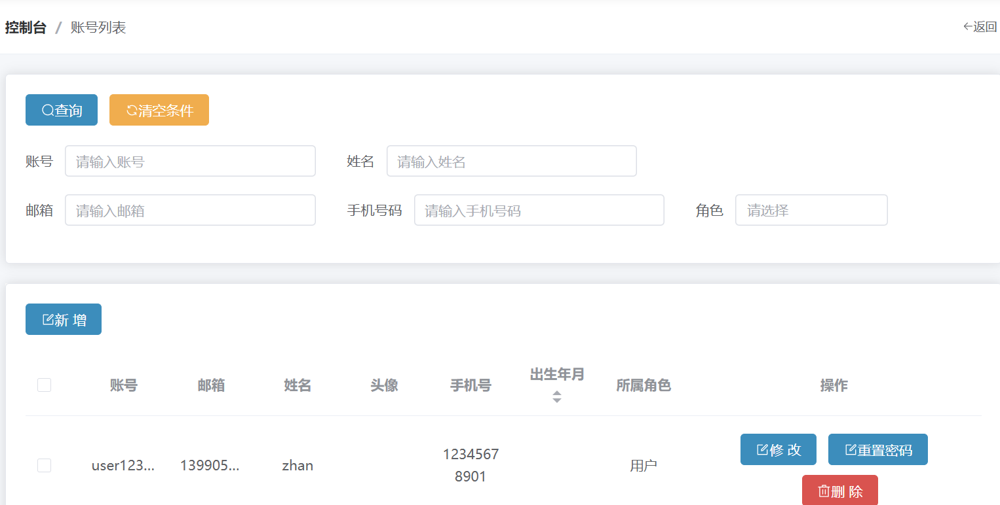 控制台 / 账号列表 ←返回
查询 清空条件
账号 请输入账号 姓名 请输入姓名
邮箱 请输入邮箱 手机号码 请输入手机号码 角色 请选择
新 增
账号 邮箱 姓名 头像 手机号 出生年月 所属角色 操作
user123... 139905... zhan 1234567 用户 修 改 重置密码
8901
删 除